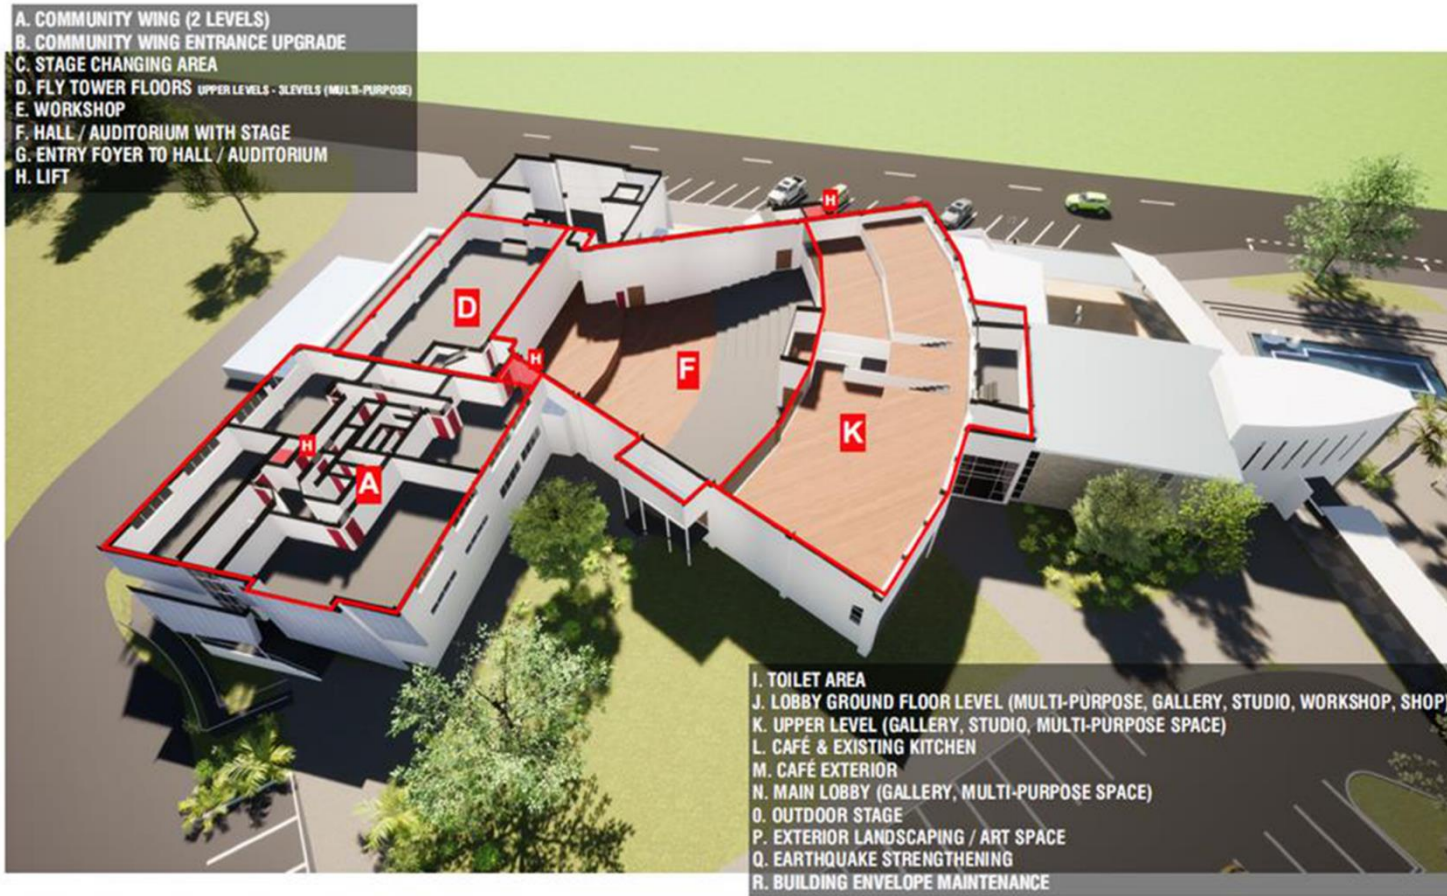 A. COMMUNITY WING (2 LEVELS)
B. COMMUNITY WING ENTRANCE UPGRADE
C. STAGE CHANGING AREA
D. FLY TOWER FLOORS UPPER LEVELS - 3LEVELS (MULTI-PURPOSE)
E. WORKSHOP
F. HALL / AUDITORIUM WITH STAGE
G. ENTRY FOYER TO HALL / AUDITORIUM
H. LIFT
H
D
H
F
K
H
A
I. TOILET AREA
J. LOBBY GROUND FLOOR LEVEL (MULTI-PURPOSE, GALLERY, STUDIO, WORKSHOP, SHOP)
K. UPPER LEVEL (GALLERY, STUDIO, MULTI-PURPOSE SPACE)
L. CAFÉ & EXISTING KITCHEN
M. CAFÉ EXTERIOR
N. MAIN LOBBY (GALLERY, MULTI-PURPOSE SPACE)
O. OUTDOOR STAGE
P. EXTERIOR LANDSCAPING / ART SPACE
Q. EARTHQUAKE STRENGTHENING
R. BUILDING ENVELOPE MAINTENANCE